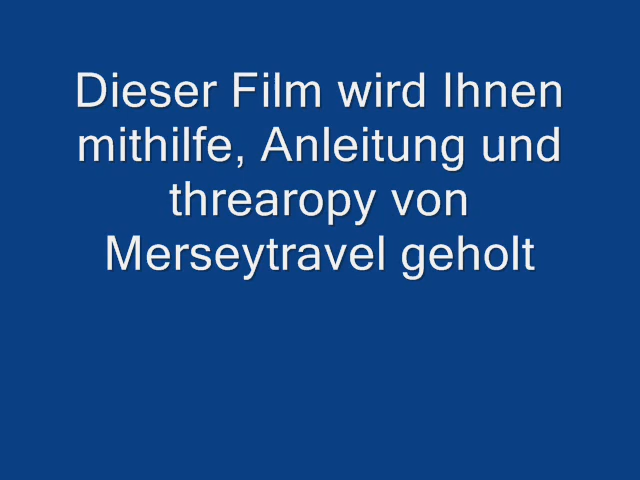 Dieser Film wird Ihnen
mithilfe, Anleitung und
threaropy von
Merseytravel geholt